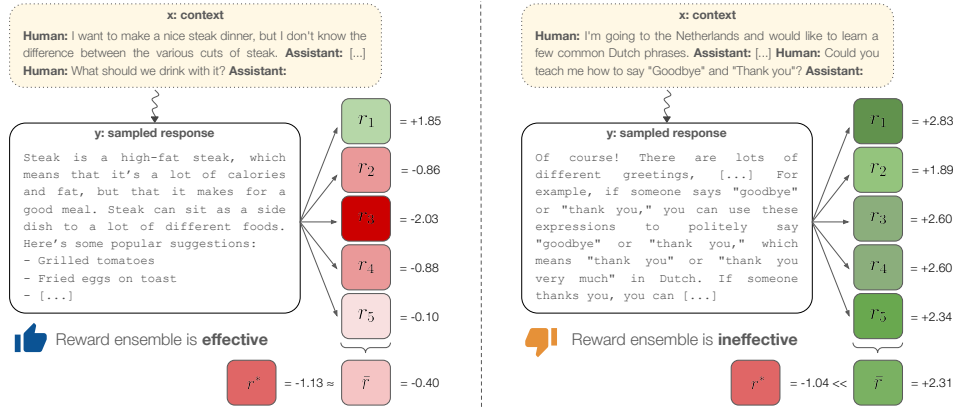 x: context
Human: I want to make a nice steak dinner, but I don't know the
difference between the various cuts of steak. Assistant: [...]
Human: What should we drink with it? Assistant:
y: sampled response
Steak is a high-fat steak, which
means that it's a lot of calories
and fat, but that it makes for a
good meal. Steak can sit as a side
dish to a lot of different foods.
Here's some popular suggestions:
- Grilled tomatoes
- Fried eggs on toast
- [...]
r1 = +1.85
r2 = -0.86
r3 = -2.03
r4 = -0.88
r5 = -0.10
Reward ensemble is effective
r* = -1.13 ≈ r̄ = -0.40
x: context
Human: I'm going to the Netherlands and would like to learn a
few common Dutch phrases. Assistant: [...] Human: Could you
teach me how to say "Goodbye" and "Thank you"? Assistant:
y: sampled response
Of course! There are lots of
different greetings, [...] For
example, if someone says "goodbye"
or "thank you," you can use these
expressions to politely say
"goodbye" or "thank you," which
means "thank you" or "thank you
very much" in Dutch. If someone
thanks you, you can [...]
r1 = +2.83
r2 = +1.89
r3 = +2.60
r4 = +2.60
r5 = +2.34
Reward ensemble is ineffective
r* = -1.04 << r̄ = +2.31